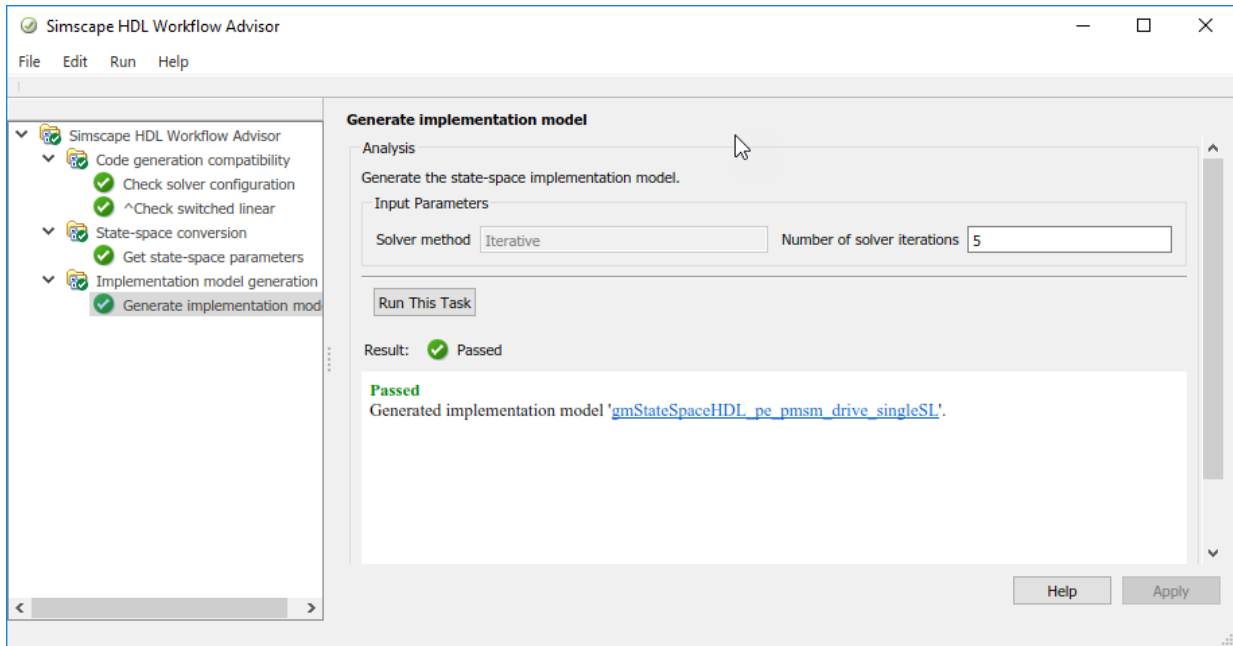 Simscape HDL Workflow Advisor
File Edit Run Help
Simscape HDL Workflow Advisor
Code generation compatibility
Check solver configuration
^Check switched linear
State-space conversion
Get state-space parameters
Implementation model generation
Generate implementation mod
Generate implementation model
Analysis
Generate the state-space implementation model.
Input Parameters
Solver method Iterative Number of solver iterations 5
Run This Task
Result: Passed
Passed
Generated implementation model 'gmStateSpaceHDL_pe_pmsm_drive_singleSL'.
Help Apply